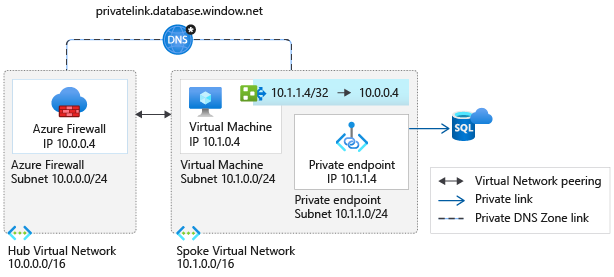 privatelink.database.window.net
DNS
*
10.1.1.4/32 → 10.0.0.4
Azure Firewall
IP 10.0.0.4
Azure Firewall
Subnet 10.0.0.0/24
Virtual Machine
IP 10.1.0.4
Virtual Machine
Subnet 10.1.0.0/24
Private endpoint
IP 10.1.1.4
Private endpoint
Subnet 10.1.1.0/24
SQL
Hub Virtual Network
10.0.0.0/16
Spoke Virtual Network
10.1.0.0/16
Virtual Network peering
Private link
Private DNS Zone link